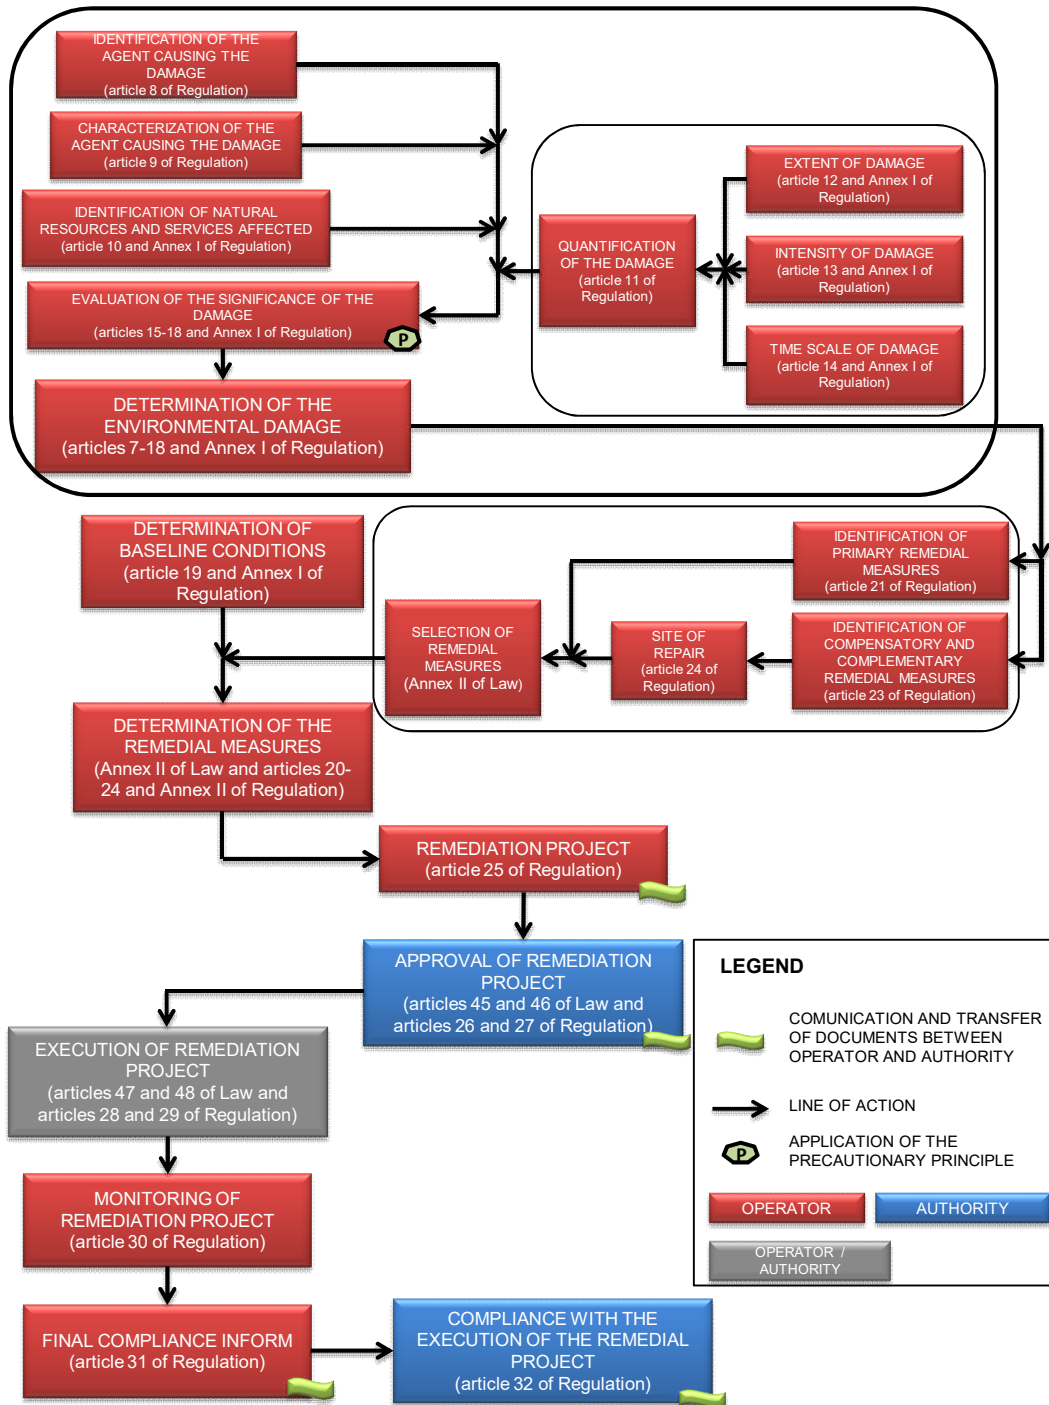 IDENTIFICATION OF THE
AGENT CAUSING THE
DAMAGE
(article 8 of Regulation)
CHARACTERIZATION OF THE
AGENT CAUSING THE DAMAGE
(article 9 of Regulation)
IDENTIFICATION OF NATURAL
RESOURCES AND SERVICES AFFECTED
(article 10 and Annex I of Regulation)
EVALUATION OF THE SIGNIFICANCE OF THE
DAMAGE
(articles 15-18 and Annex I of Regulation)
P
DETERMINATION OF THE
ENVIRONMENTAL DAMAGE
(articles 7-18 and Annex I of Regulation)
QUANTIFICATION
OF THE DAMAGE
(article 11 of
Regulation)
EXTENT OF DAMAGE
(article 12 and Annex I of
Regulation)
INTENSITY OF DAMAGE
(article 13 and Annex I of
Regulation)
TIME SCALE OF DAMAGE
(article 14 and Annex I of
Regulation)
DETERMINATION OF
BASELINE CONDITIONS
(article 19 and Annex I of
Regulation)
SELECTION OF
REMEDIAL
MEASURES
(Annex II of Law)
SITE OF
REPAIR
(article 24 of
Regulation)
IDENTIFICATION OF
PRIMARY REMEDIAL
MEASURES
(article 21 of Regulation)
IDENTIFICATION OF
COMPENSATORY AND
COMPLEMENTARY
REMEDIAL MEASURES
(article 23 of Regulation)
DETERMINATION OF THE
REMEDIAL MEASURES
(Annex II of Law and articles 20-
24 and Annex II of Regulation)
REMEDIATION PROJECT
(article 25 of Regulation)
APPROVAL OF REMEDIATION
PROJECT
(articles 45 and 46 of Law and
articles 26 and 27 of Regulation)
EXECUTION OF REMEDIATION
PROJECT
(articles 47 and 48 of Law and
articles 28 and 29 of Regulation)
MONITORING OF
REMEDIATION PROJECT
(article 30 of Regulation)
FINAL COMPLIANCE INFORM
(article 31 of Regulation)
COMPLIANCE WITH THE
EXECUTION OF THE REMEDIAL
PROJECT
(article 32 of Regulation)
LEGEND
COMUNICATION AND TRANSFER
OF DOCUMENTS BETWEEN
OPERATOR AND AUTHORITY
LINE OF ACTION
P
APPLICATION OF THE
PRECAUTIONARY PRINCIPLE
OPERATOR
AUTHORITY
OPERATOR /
AUTHORITY